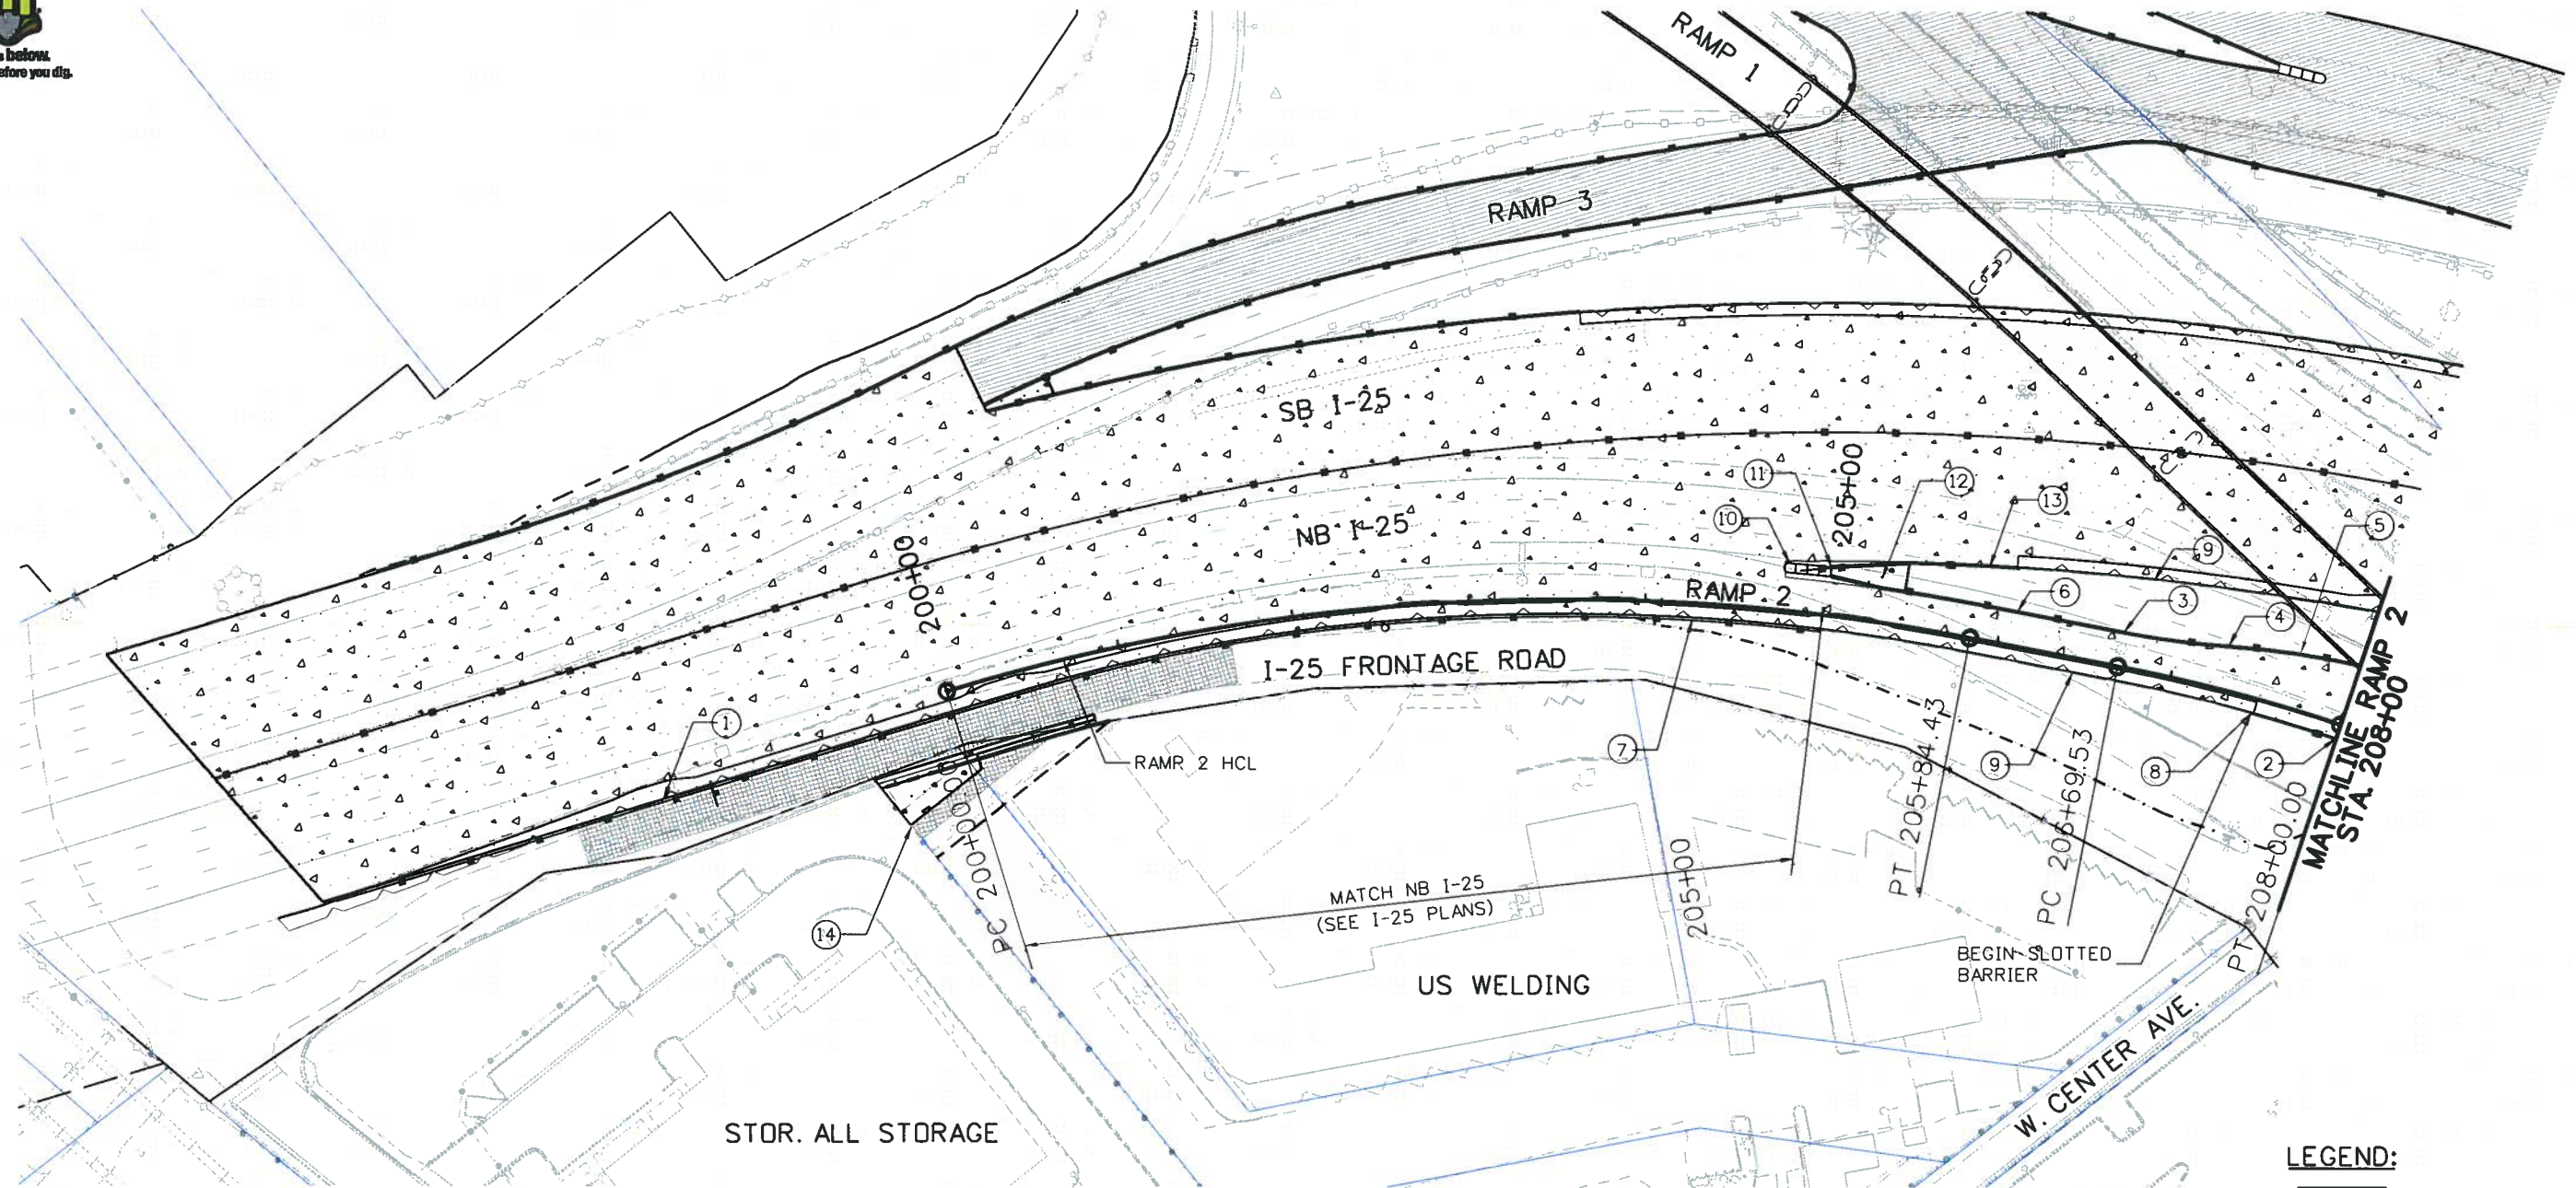 below.
before you dig.
RAMP 1
RAMP 3
SB I-25
NB I-25
200+00
205+00
11
12
13
10
5
9
6
3
4
RAMP 2
I-25 FRONTAGE ROAD
1
RAMP 2 HCL
7
9
8
2
14
PC 200+00.00
MATCH NB I-25
(SEE I-25 PLANS)
205+00
PT 205+84.43
PC 206+69.53
PT 208+00.00
MATCHLINE RAMP 2
STA. 208+00
BEGIN SLOTTED
BARRIER
US WELDING
STOR. ALL STORAGE
W. CENTER AVE.
LEGEND: